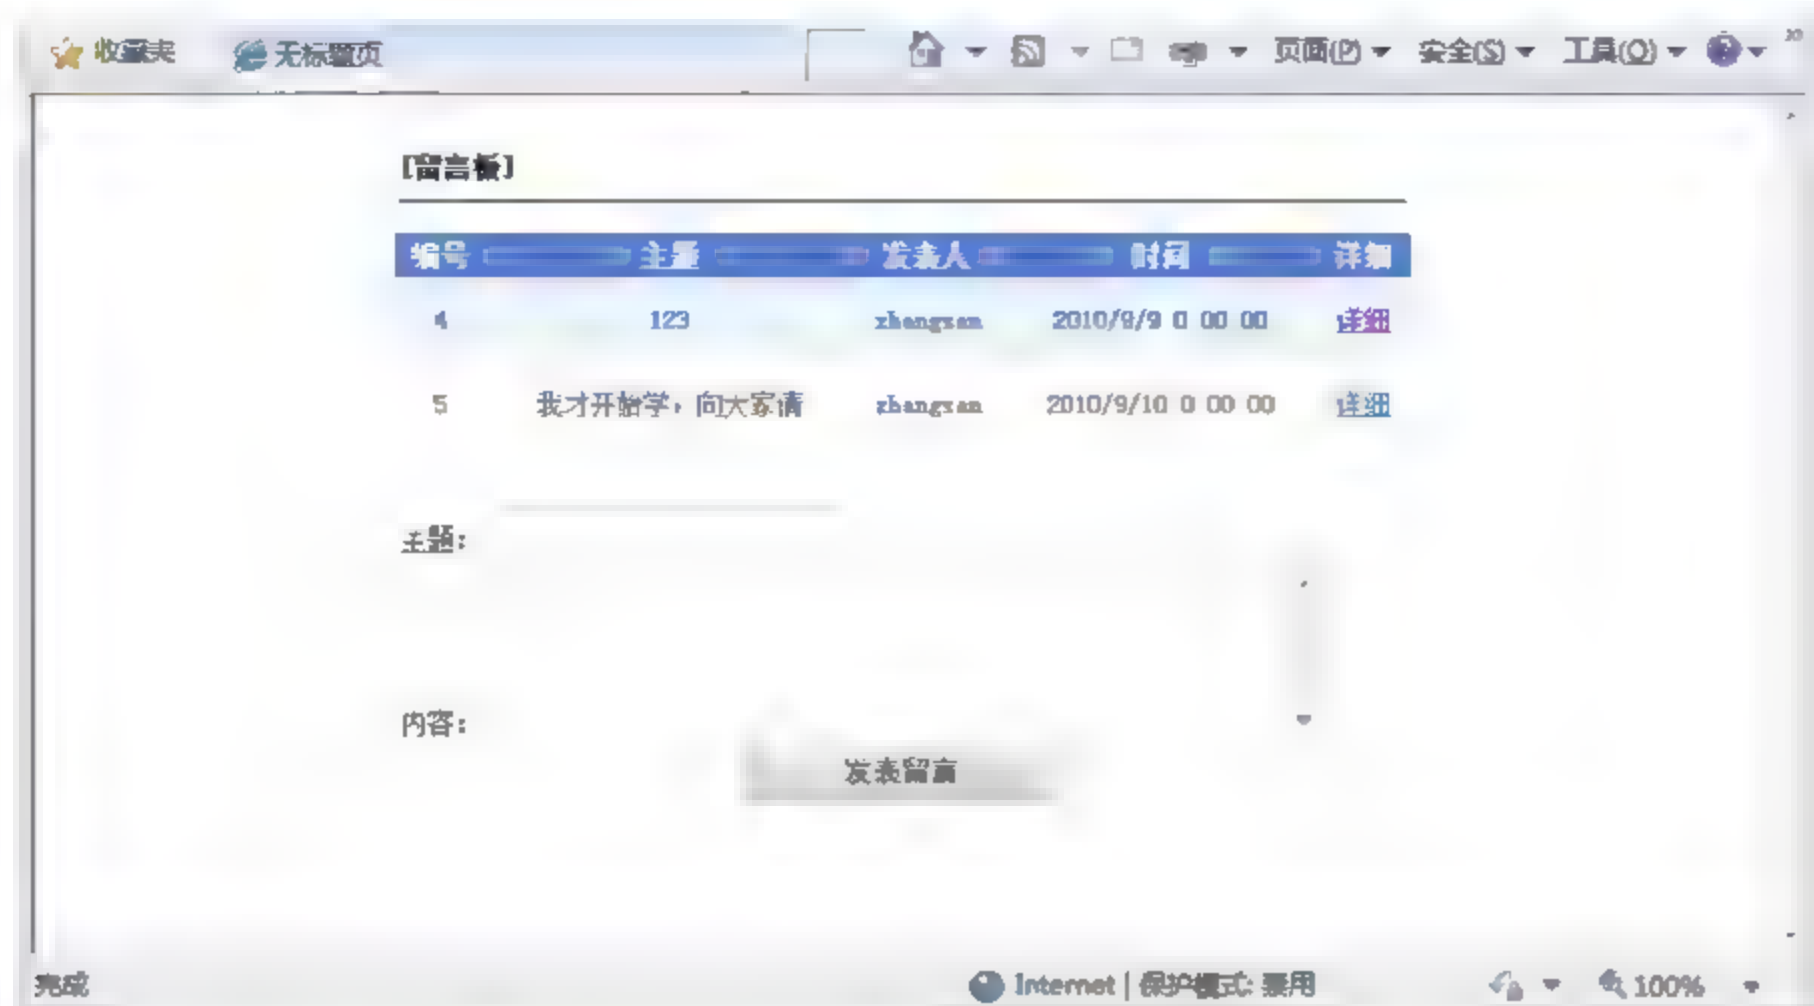 收藏夹 无标题页 页面(P) 安全(S) 工具(O)
[留言板]
编号 主题 发表人 时间 详细
4 123 zhangsan 2010/9/9 0 00 00 详细
5 我才开始学，向大家请 zhangsan 2010/9/10 0 00 00 详细
主题：
内容：
发表留言
完成 Internet | 保护模式: 禁用 100%